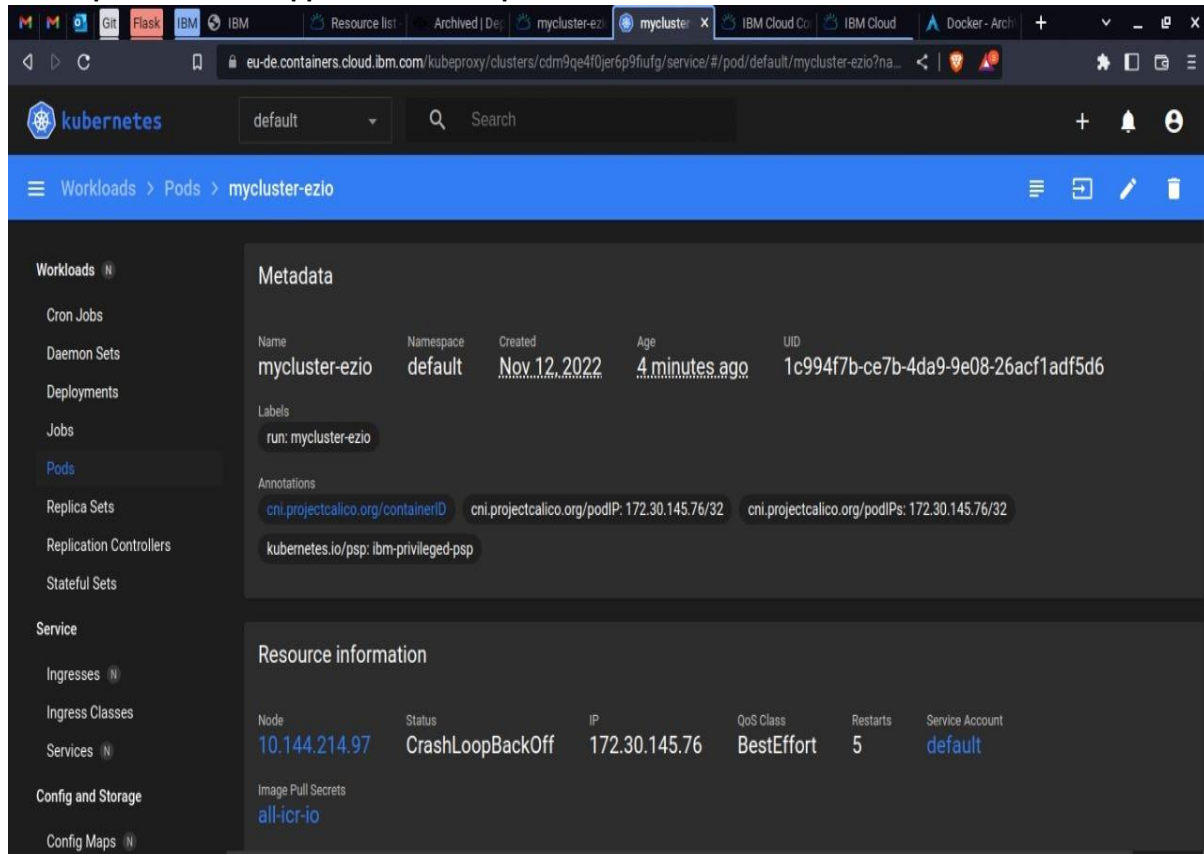 Git Flask IBM IBM Resource list - Archived | Dep mycluster-ezi mycluster IBM Cloud Co IBM Cloud Docker - Arch
eu-de.containers.cloud.ibm.com/kubeproxy/clusters/cdm9qe4f0jer6p9fiufg/service/#/pod/default/mycluster-ezio?na...
kubernetes default Search
Workloads > Pods > mycluster-ezio
Workloads N
Cron Jobs
Daemon Sets
Deployments
Jobs
Pods
Replica Sets
Replication Controllers
Stateful Sets
Service
Ingresses N
Ingress Classes
Services N
Config and Storage
Config Maps N
Metadata
Name Namespace Created Age UID
mycluster-ezio default Nov 12, 2022 4 minutes ago 1c994f7b-ce7b-4da9-9e08-26acf1adf5d6
Labels
run: mycluster-ezio
Annotations
cni.projectcalico.org/containerID cni.projectcalico.org/podIP: 172.30.145.76/32 cni.projectcalico.org/podIPs: 172.30.145.76/32
kubernetes.io/psp: ibm-privileged-psp
Resource information
Node Status IP QoS Class Restarts Service Account
10.144.214.97 CrashLoopBackOff 172.30.145.76 BestEffort 5 default
Image Pull Secrets
all-icr-io